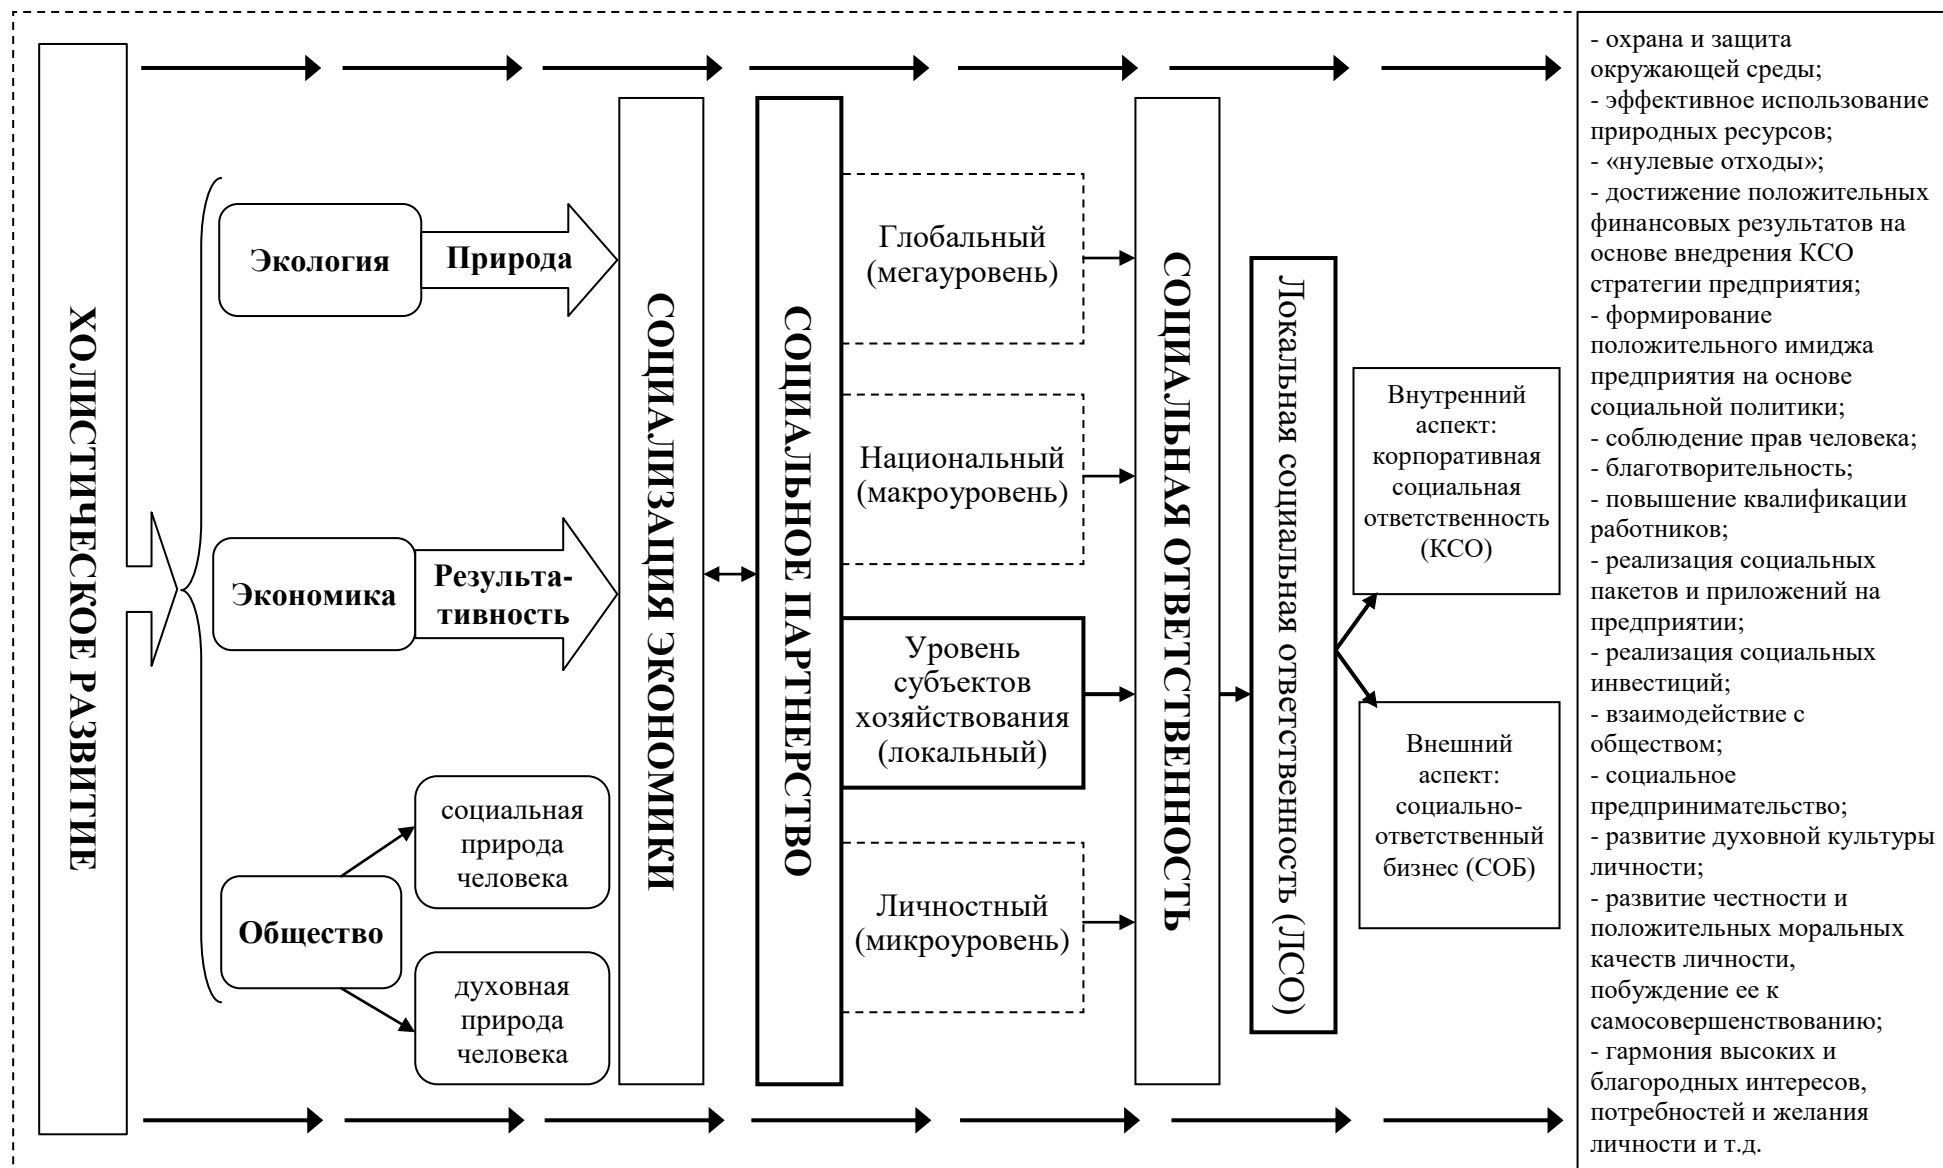 ХОЛИСТИЧЕСКОЕ РАЗВИТИЕ
Экология
Природа
Экономика
Результа-
тивность
Общество
социальная
природа
человека
духовная
природа
человека
СОЦИАЛИЗАЦИЯ ЭКОНОМИКИ
СОЦИАЛЬНОЕ ПАРТНЕРСТВО
Глобальный
(мегауровень)
Национальный
(макроуровень)
Уровень
субъектов
хозяйствования
(локальный)
Личностный
(микроуровень)
СОЦИАЛЬНАЯ ОТВЕТСТВЕННОСТЬ
Локальная социальная ответственность (ЛСО)
Внутренний
аспект:
корпоративная
социальная
ответственность
(КСО)
Внешний
аспект:
социально-
ответственный
бизнес (СОБ)
- охрана и защита
окружающей среды;
- эффективное использование
природных ресурсов;
- «нулевые отходы»;
- достижение положительных
финансовых результатов на
основе внедрения КСО
стратегии предприятия;
- формирование
положительного имиджа
предприятия на основе
социальной политики;
- соблюдение прав человека;
- благотворительность;
- повышение квалификации
работников;
- реализация социальных
пакетов и приложений на
предприятии;
- реализация социальных
инвестиций;
- взаимодействие с
обществом;
- социальное
предпринимательство;
- развитие духовной культуры
личности;
- развитие честности и
положительных моральных
качеств личности,
побуждение ее к
самосовершенствованию;
- гармония высоких и
благородных интересов,
потребностей и желания
личности и т.д.